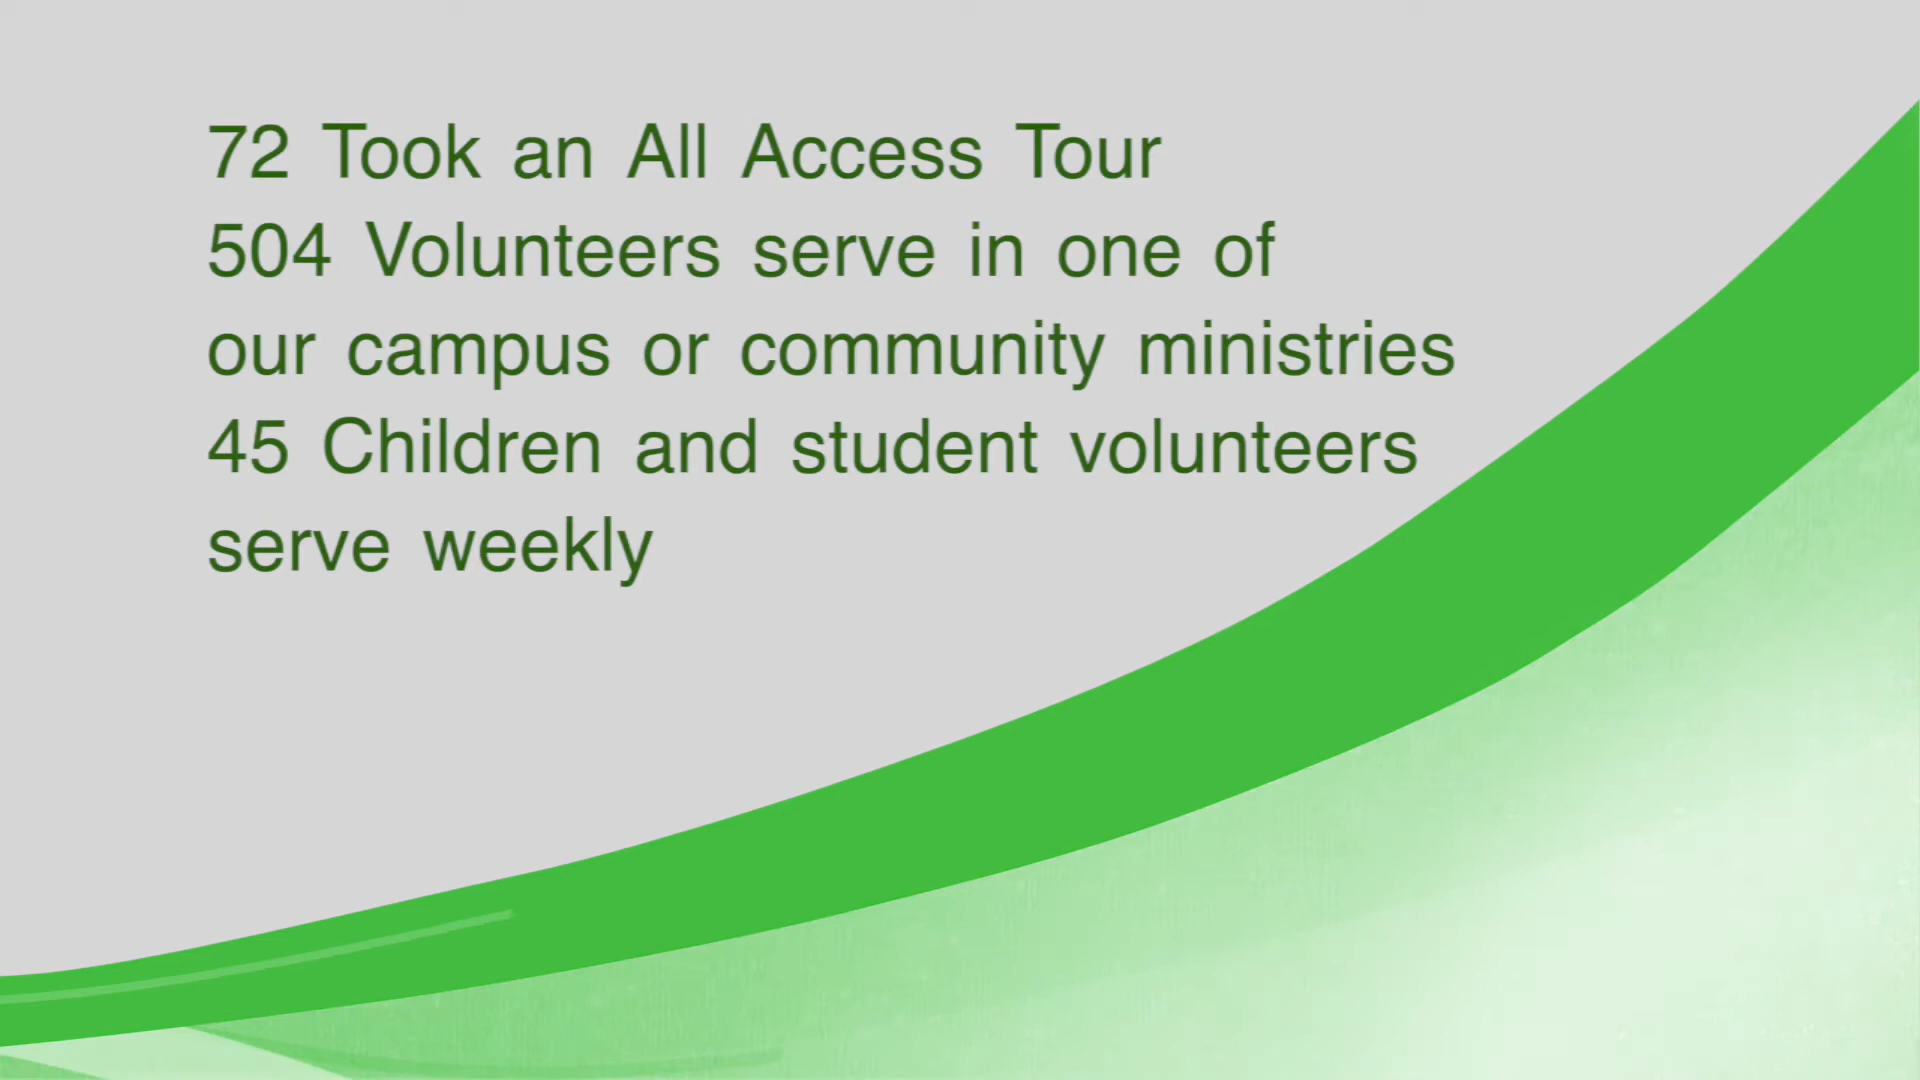 72 Took an All Access Tour
504 Volunteers serve in one of
our campus or community ministries
45 Children and student volunteers
serve weekly